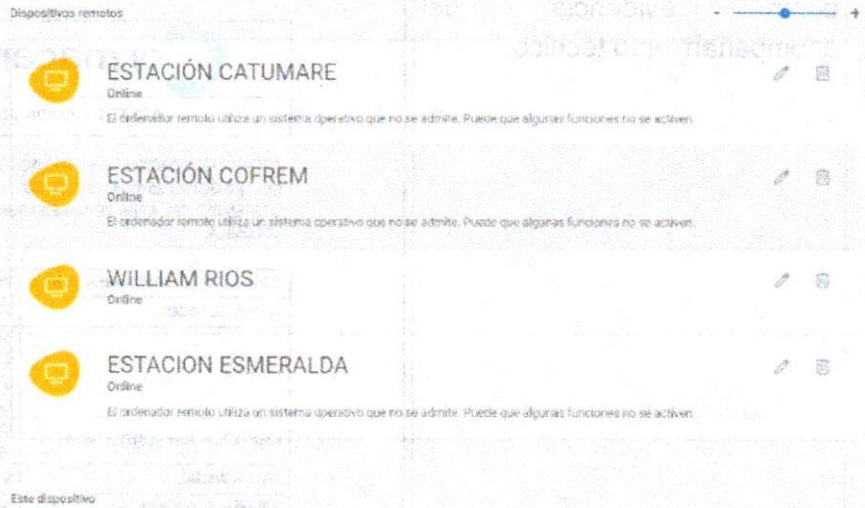 Dispositivos remotos
- +
ESTACIÓN CATUMARE
Online
El ordenador remoto utiliza un sistema operativo que no se admite. Puede que algunas funciones no se activen.
ESTACIÓN COFREM
Online
El ordenador remoto utiliza un sistema operativo que no se admite. Puede que algunas funciones no se activen.
WILLIAM RIOS
Online
ESTACION ESMERALDA
Online
El ordenador remoto utiliza un sistema operativo que no se admite. Puede que algunas funciones no se activen.
Este dispositivo